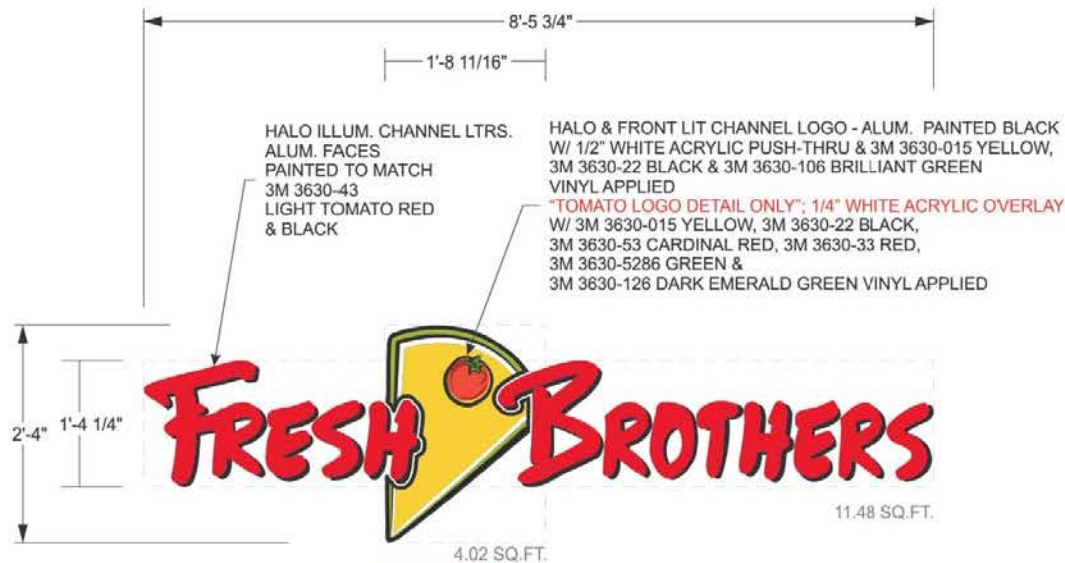 8'-5 3/4"
1'-8 11/16"
HALO ILLUM. CHANNEL LTRS.
ALUM. FACES
PAINTED TO MATCH
3M 3630-43
LIGHT TOMATO RED
& BLACK
HALO & FRONT LIT CHANNEL LOGO - ALUM. PAINTED BLACK
W/ 1/2" WHITE ACRYLIC PUSH-THRU & 3M 3630-015 YELLOW,
3M 3630-22 BLACK & 3M 3630-106 BRILLIANT GREEN
VINYL APPLIED
“TOMATO LOGO DETAIL ONLY”; 1/4" WHITE ACRYLIC OVERLAY
W/ 3M 3630-015 YELLOW, 3M 3630-22 BLACK,
3M 3630-53 CARDINAL RED, 3M 3630-33 RED,
3M 3630-5286 GREEN &
3M 3630-126 DARK EMERALD GREEN VINYL APPLIED
2'-4"
1'-4 1/4"
FRESH BROTHERS
11.48 SQ.FT.
4.02 SQ.FT.